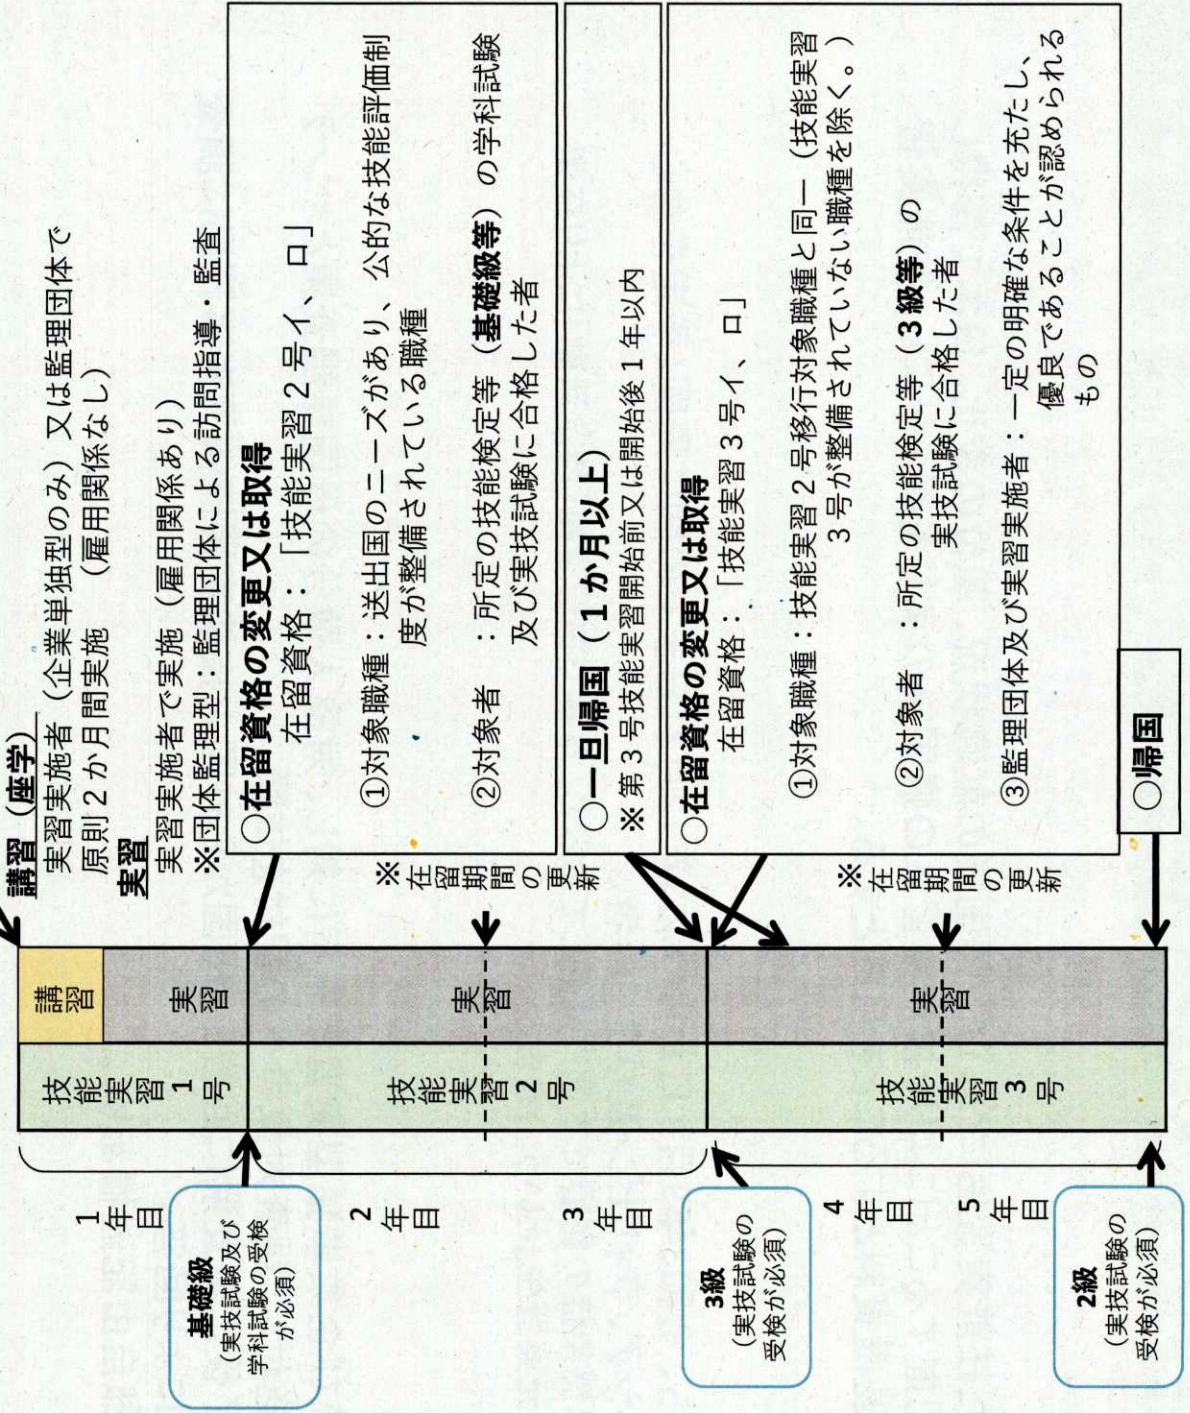 講習（座学）
実習実施者（企業単独型のみ）又は監理団体で
原則２か月間実施　（雇用関係なし）
実習
実習実施者で実施（雇用関係あり）
※団体監理型：監理団体による訪問指導・監査
○在留資格の変更又は取得
在留資格：「技能実習２号イ、ロ」
①対象職種：送出国のニーズがあり、公的な技能評価制
度が整備されている職種
②対象者　：所定の技能検定等（基礎級等）の学科試験
及び実技試験に合格した者
○一旦帰国（１か月以上）
※第３号技能実習開始前又は開始後１年以内
○在留資格の変更又は取得
在留資格：「技能実習３号イ、ロ」
①対象職種：技能実習２号移行対象職種と同一（技能実習
３号が整備されていない職種を除く。）
②対象者　：所定の技能検定等（３級等）の
実技試験に合格した者
③監理団体及び実習実施者：一定の明確な条件を充たし、
優良であることが認められる
もの
○帰国
※
在留
期間
の
更新
※
在留
期間
の
更新
講習
実習
実習
実習
技能
実習
1
号
技能
実習
2
号
技能
実習
3
号
1
年
目
2
年
目
3
年
目
4
年
目
5
年
目
基礎級
（実技試験及び
学科試験の受検
が必須）
3級
（実技試験の
受検が必須）
2級
（実技試験の
受検が必須）